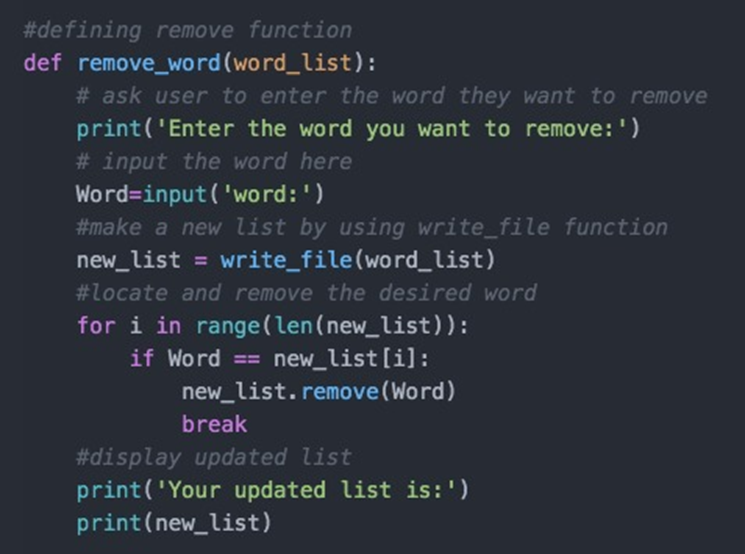 #defining remove function
def remove_word(word_list):
    # ask user to enter the word they want to remove
    print('Enter the word you want to remove:')
    # input the word here
    Word=input('word:')
    #make a new list by using write_file function
    new_list = write_file(word_list)
    #locate and remove the desired word
    for i in range(len(new_list)):
        if Word == new_list[i]:
            new_list.remove(Word)
            break
    #display updated list
    print('Your updated list is:')
    print(new_list)